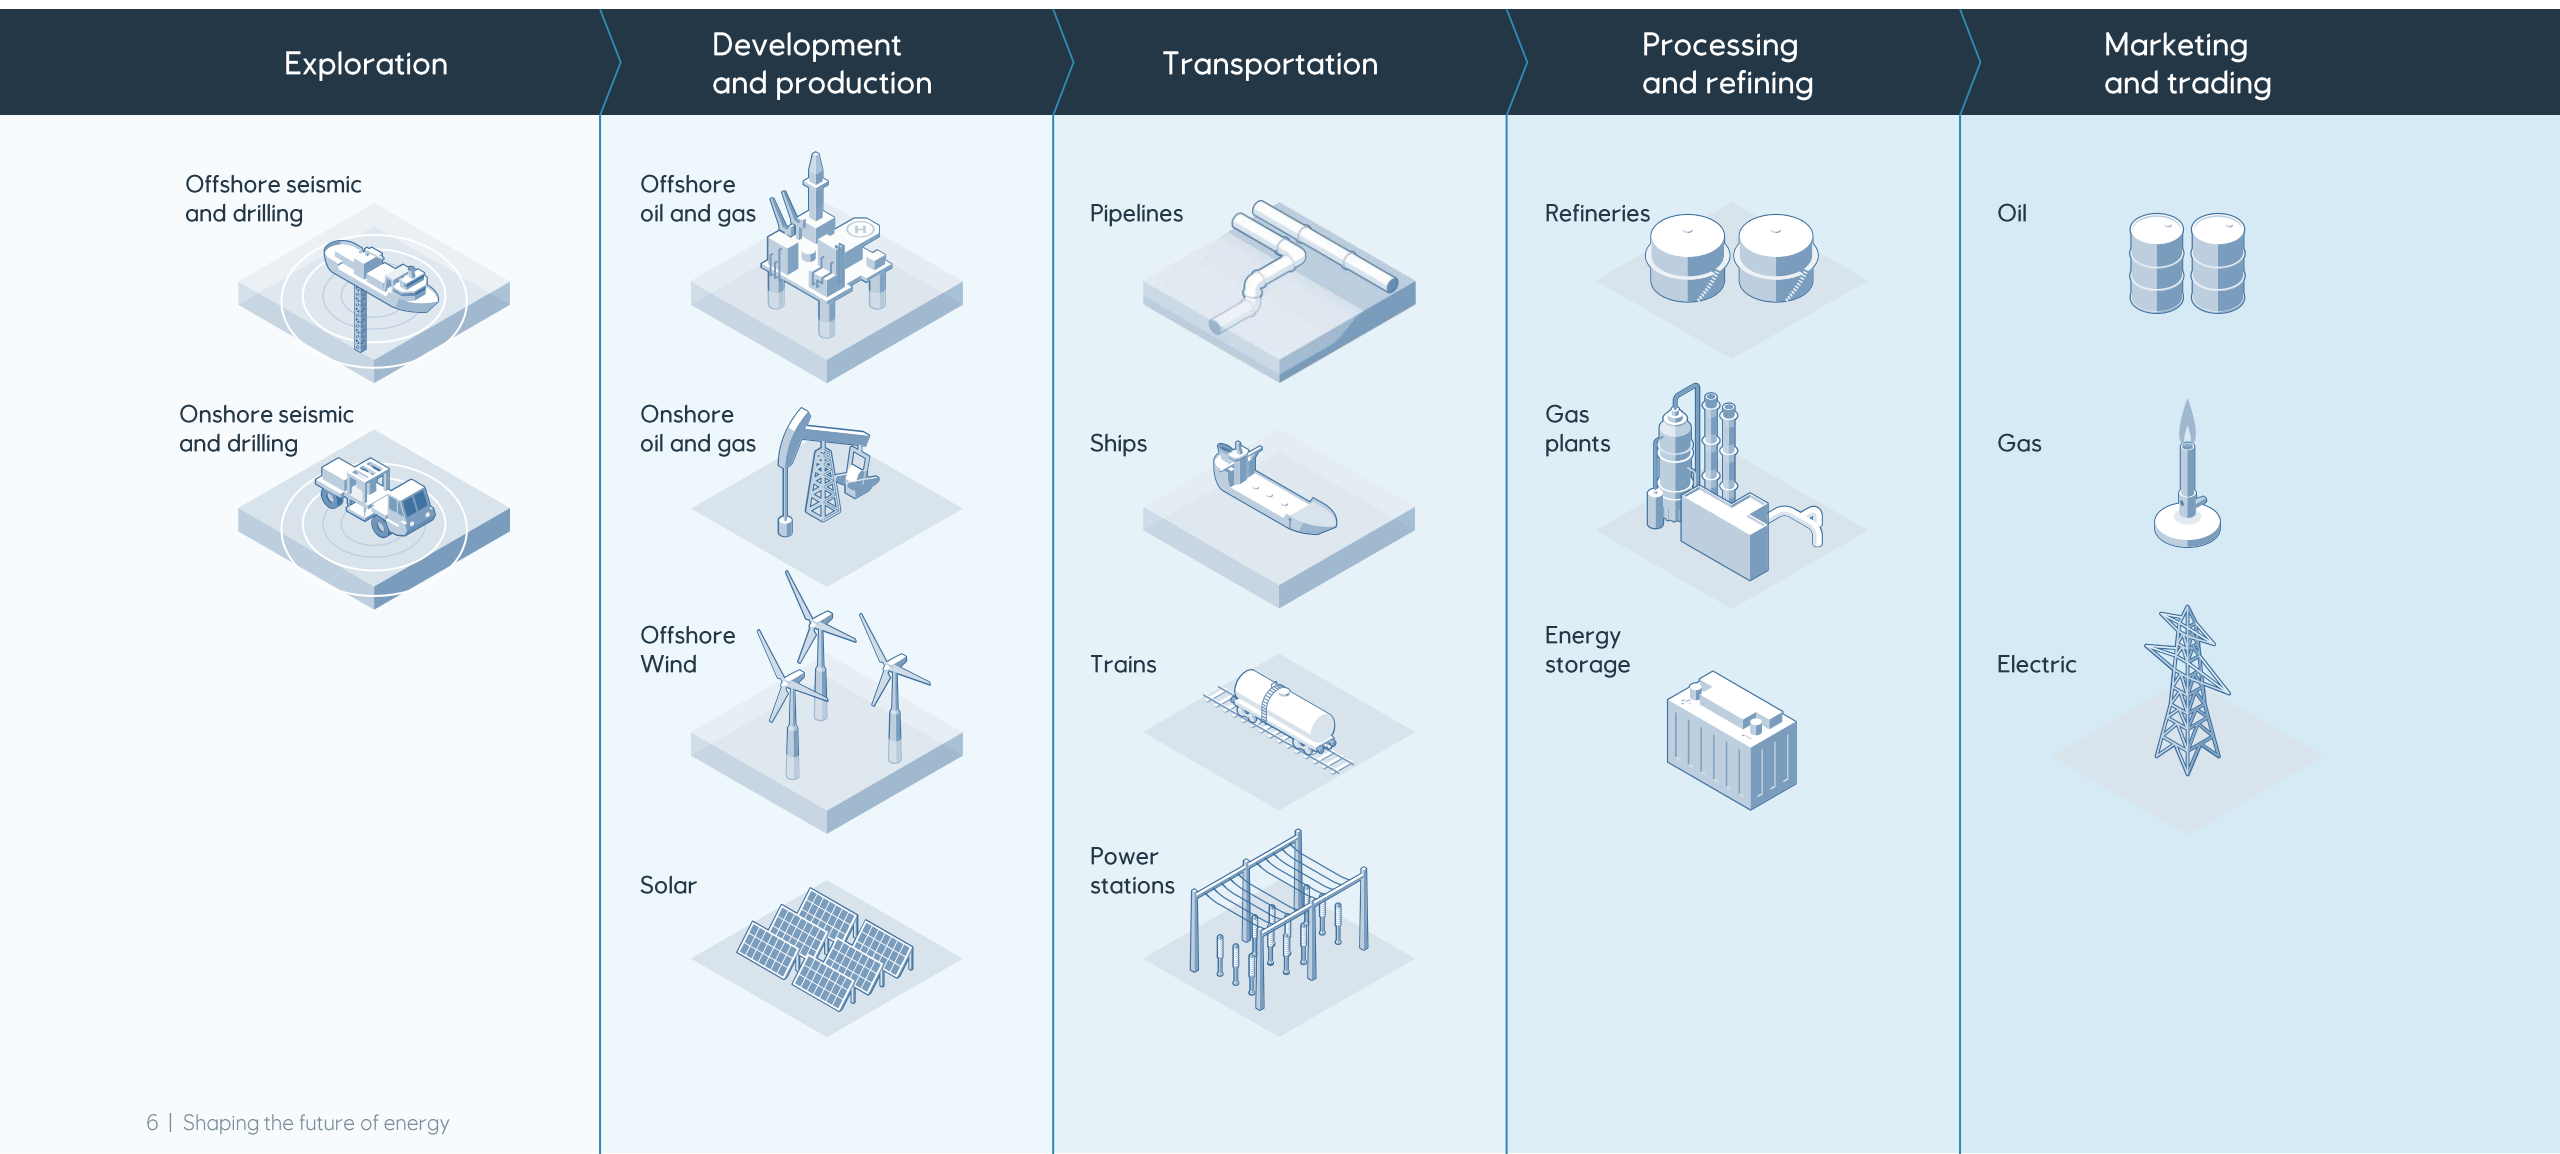 Exploration
Development
and production
Transportation
Processing
and refining
Marketing
and trading
Offshore seismic
and drilling
Onshore seismic
and drilling
Offshore
oil and gas
Onshore
oil and gas
Offshore
Wind
Solar
Pipelines
Ships
Trains
Power
stations
Refineries
Gas
plants
Energy
storage
Oil
Gas
Electric
H
6 | Shaping the future of energy